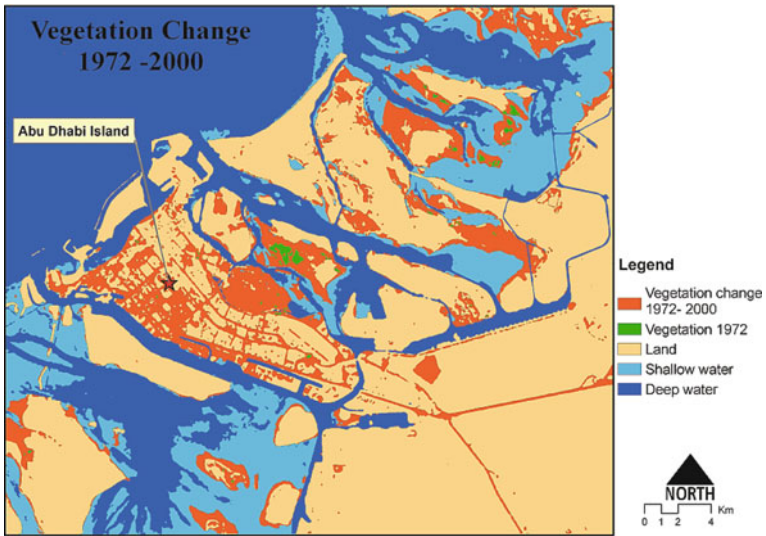 Vegetation Change
1972 -2000
Abu Dhabi Island
Legend
Vegetation change
1972- 2000
Vegetation 1972
Land
Shallow water
Deep water
NORTH
Km
0 1 2 4